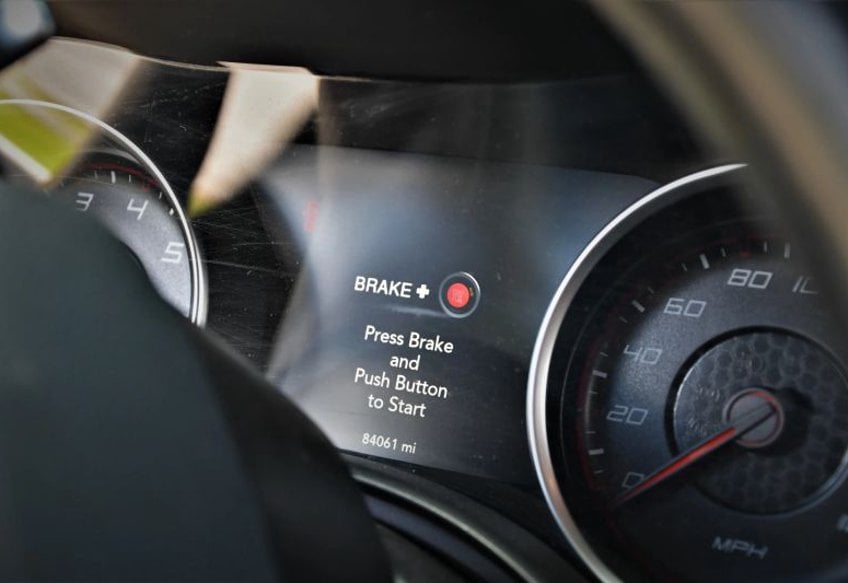 3
4
5
BRAKE +
Press Brake
and
Push Button
to Start
84061 mi
0
20
40
60
80
MPH